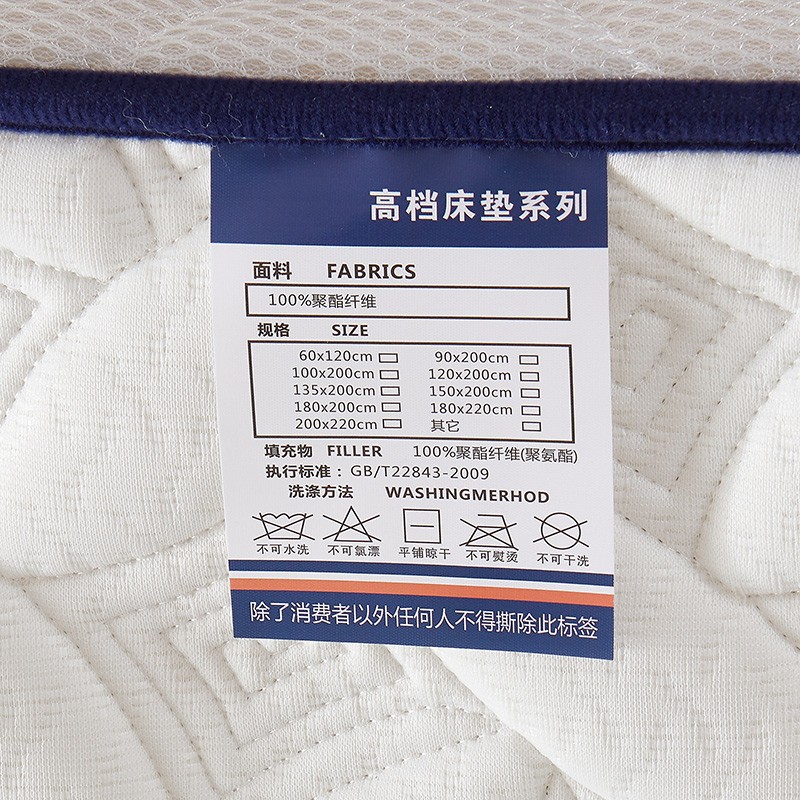 高档床垫系列
面料 FABRICS
100%聚酯纤维
规格 SIZE
60x120cm 90x200cm
100x200cm 120x200cm
135x200cm 150x200cm
180x200cm 180x220cm
200x220cm 其它
填充物 FILLER 100%聚酯纤维(聚氨酯)
执行标准：GB/T22843-2009
洗涤方法 WASHINGMERHOD
不可水洗 不可氯漂 平铺晾干 不可熨烫 不可干洗
除了消费者以外任何人不得撕除此标签